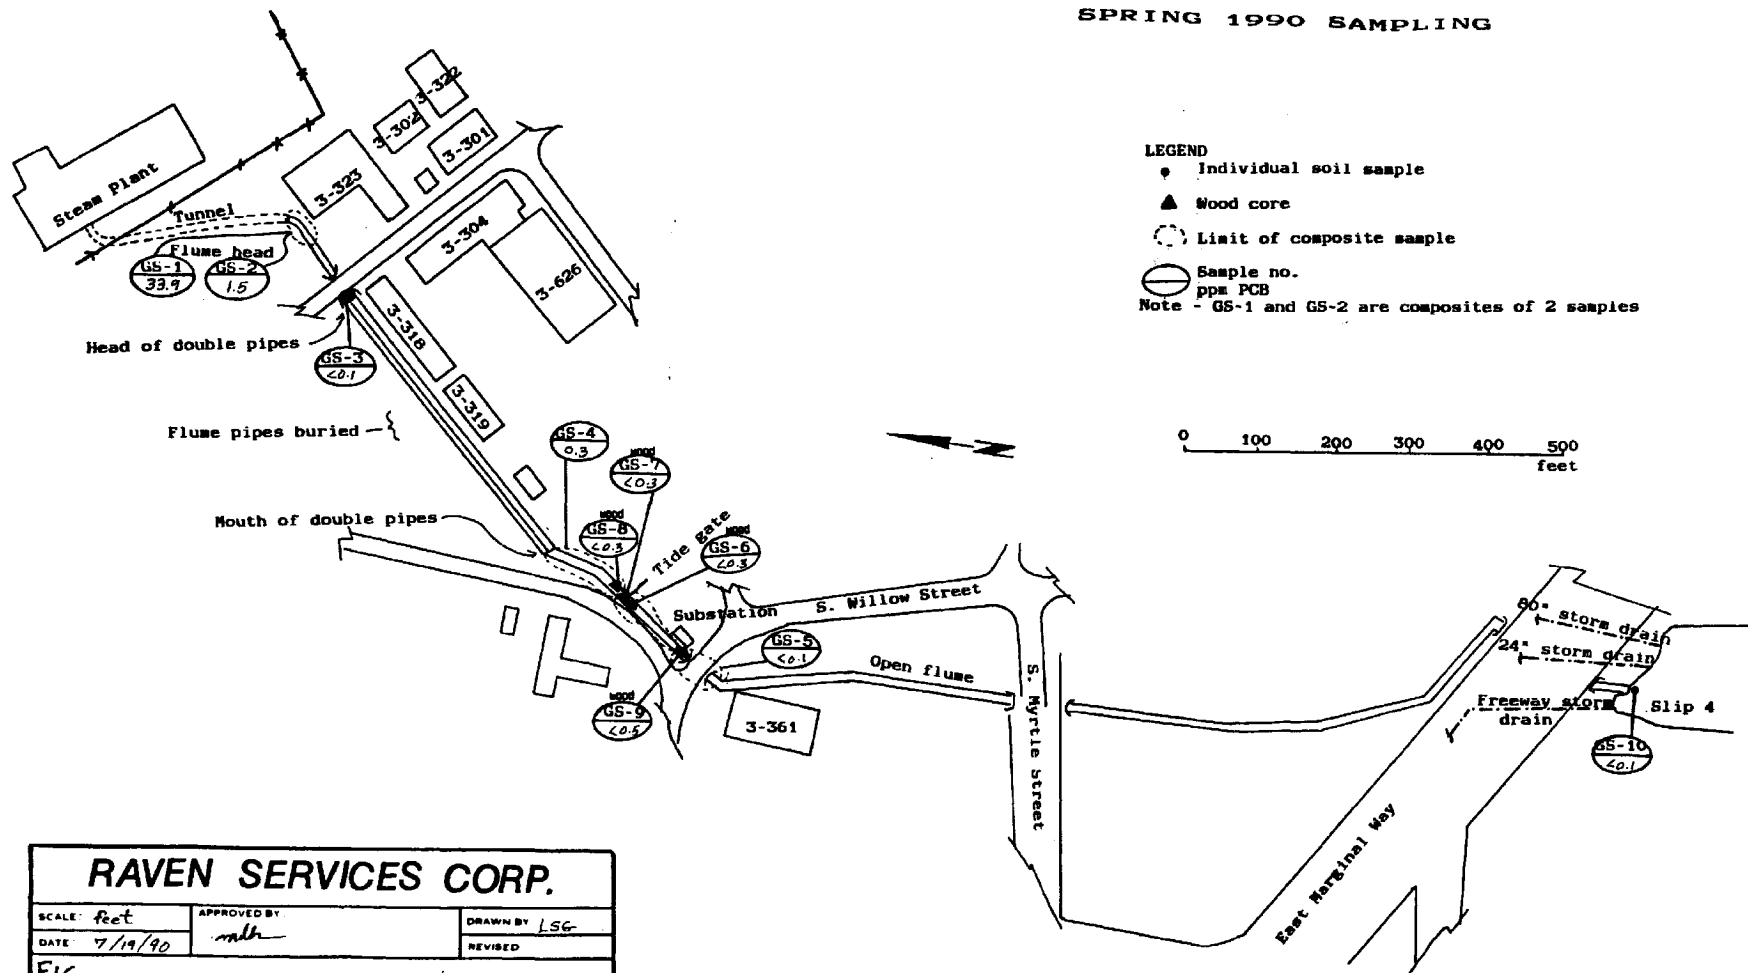 SPRING 1990 SAMPLING
LEGEND
Individual soil sample
Wood core
Limit of composite sample
Sample no.
ppm PCB
Note - GS-1 and GS-2 are composites of 2 samples
0 100 200 300 400 500
feet
Steam Plant
Tunnel
3-323
3-302
3-322
3-301
3-304
3-626
Flume head
GS-1
33.9
GS-2
1.5
Head of double pipes
GS-3
<0.1
3-318
3-319
Flume pipes buried
GS-4
0.3
wood
GS-7
<0.3
Mouth of double pipes
wood
GS-8
<0.3
Tide gate
wood
GS-6
<0.3
Substation
S. Willow Street
GS-5
<0.1
Open flume
wood
GS-9
<0.5
3-361
S. Myrtle Street
80" storm drain
24" storm drain
Freeway storm
drain
Slip 4
GS-10
<0.1
East Marginal Way
RAVEN SERVICES CORP.
SCALE: feet
APPROVED BY
DRAWN BY LSG
DATE 7/19/90
REVISED